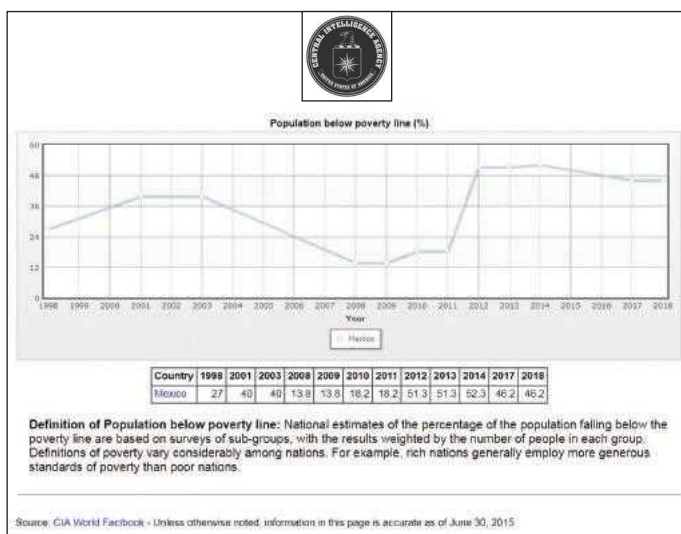 CENTRAL INTELLIGENCE AGENCY
UNITED STATES OF AMERICA
Population below poverty line (%)
60
48
36
24
12
0
1998 1999 2000 2001 2002 2003 2004 2005 2006 2007 2008 2009 2010 2011 2012 2013 2014 2015 2016 2017 2018
Year
Mexico
Country 1998 2001 2003 2008 2009 2010 2011 2012 2013 2014 2017 2018
Mexico 27 40 40 13.8 13.8 18.2 18.2 51.3 51.3 52.3 46.2 46.2
Definition of Population below poverty line: National estimates of the percentage of the population falling below the
poverty line are based on surveys of sub-groups, with the results weighted by the number of people in each group.
Definitions of poverty vary considerably among nations. For example, rich nations generally employ more generous
standards of poverty than poor nations.
Source: CIA World Factbook - Unless otherwise noted, information in this page is accurate as of June 30, 2015